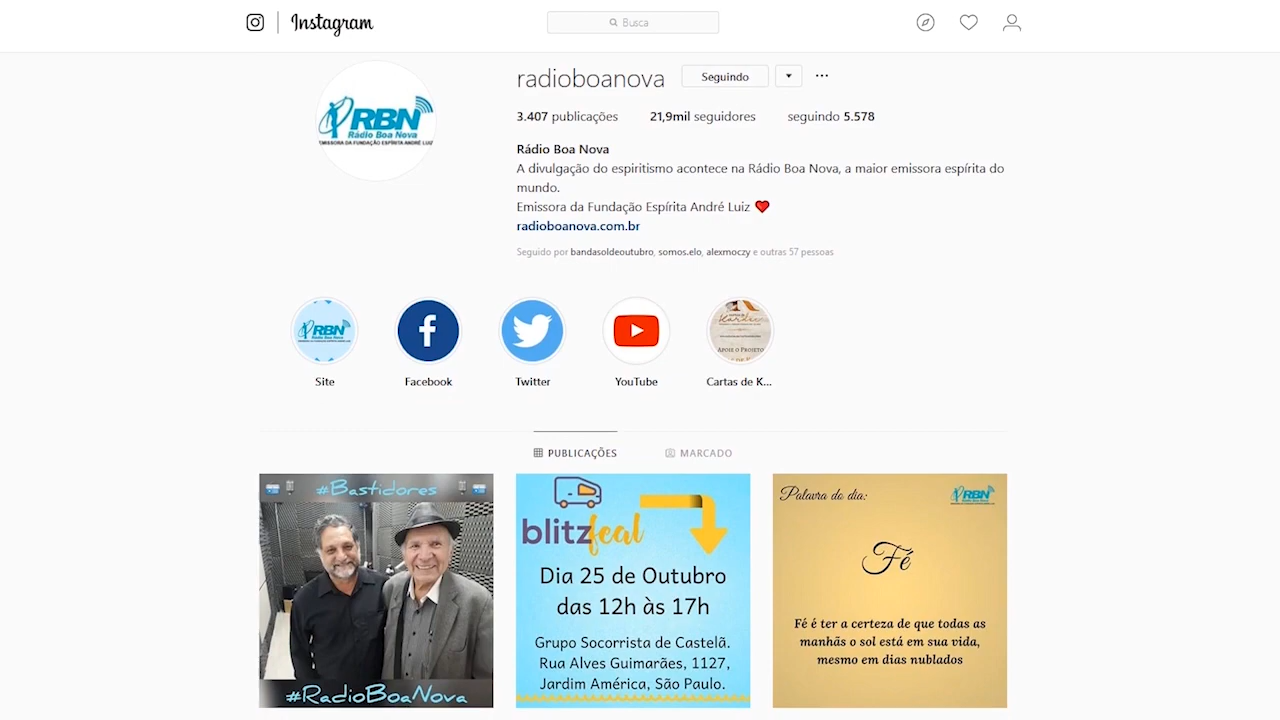 Instagram
Busca
radioboanova Seguindo
3.407 publicações 21,9mil seguidores seguindo 5.578
Rádio Boa Nova
A divulgação do espiritismo acontece na Rádio Boa Nova, a maior emissora espírita do
mundo.
Emissora da Fundação Espírita André Luiz
radioboanova.com.br
Seguido por bandasoldeoutubro, somos.elo, alexmoczy e outras 57 pessoas
RBN
Rádio Boa Nova
EMISSORA DA FUNDAÇÃO ESPÍRITA ANDRÉ LUIZ
RBN
APOIE O PROJETO
Site Facebook Twitter YouTube Cartas de K...
PUBLICAÇÕES MARCADO
#Bastidores
#RadioBoaNova
blitzfeal
Dia 25 de Outubro
das 12h às 17h
Grupo Socorrista de Castelã.
Rua Alves Guimarães, 1127,
Jardim América, São Paulo.
Palavra do dia:
RBN
Fé
Fé é ter a certeza de que todas as
manhãs o sol está em sua vida,
mesmo em dias nublados